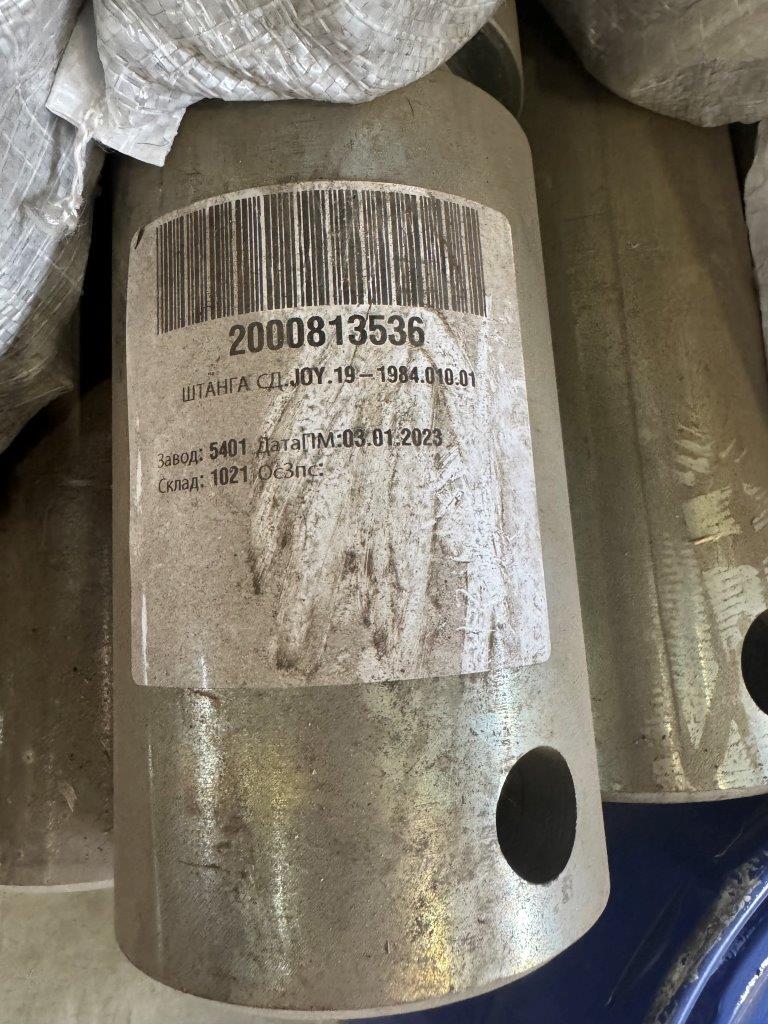 2000813536
ШТАНГА СД.JOY.19-1984.010.01
Завод: 5401 ДатаПМ:03.01.2023
Склад: 1021 ОсЗпс: